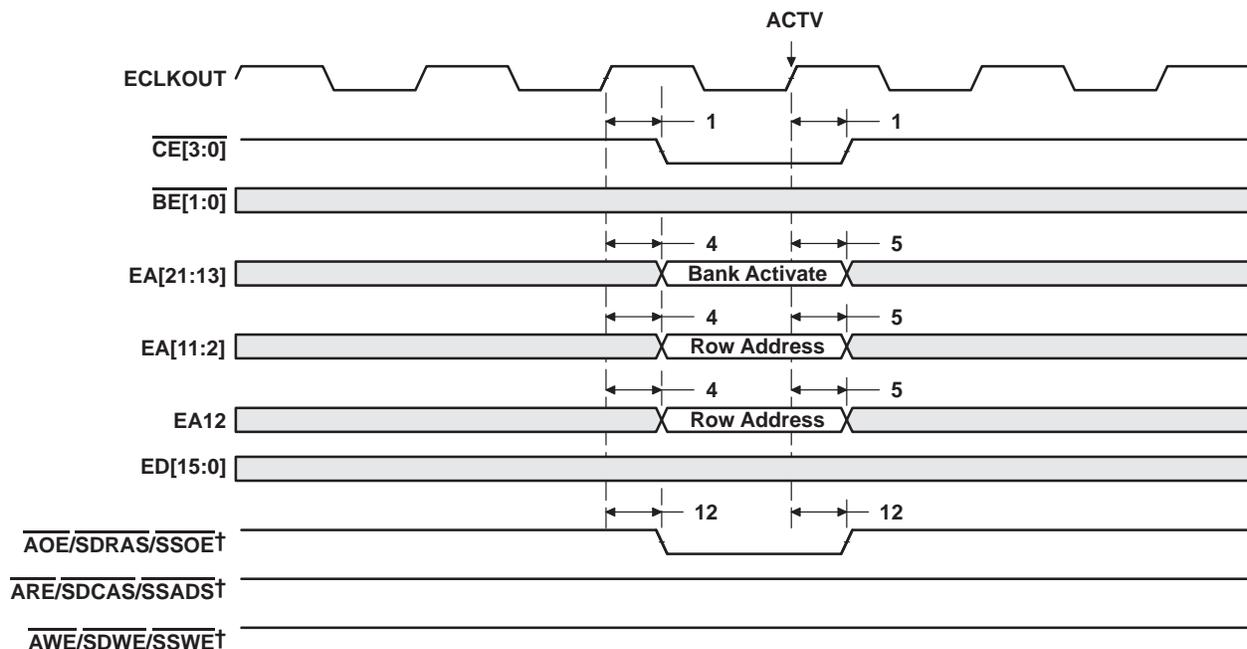 ACTV
ECLKOUT
1 1
CE[3:0]
BE[1:0]
4 5
EA[21:13] Bank Activate
4 5
EA[11:2] Row Address
4 5
EA12 Row Address
ED[15:0]
12 12
AOE/SDRAS/SSOE†
ARE/SDCAS/SSADS†
AWE/SDWE/SSWE†